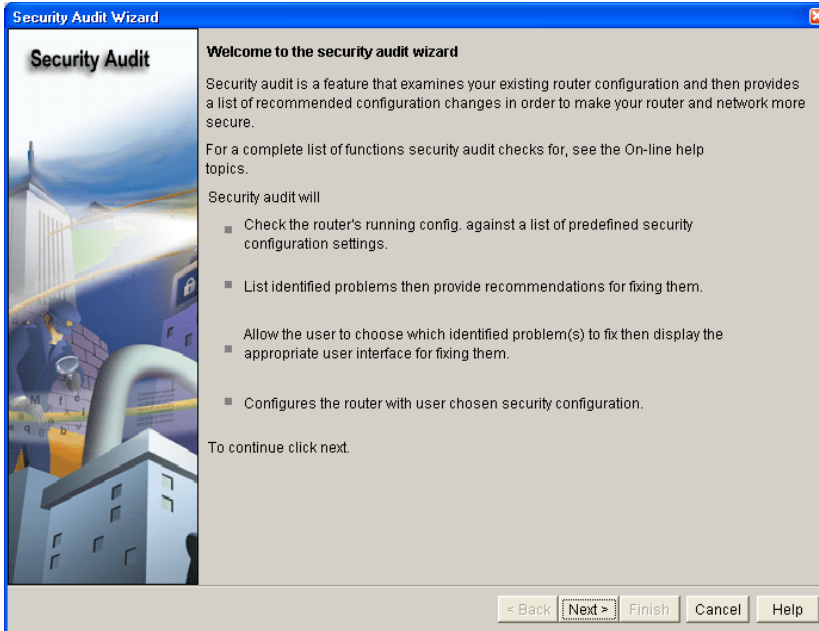 Security Audit Wizard
Security Audit
Welcome to the security audit wizard
Security audit is a feature that examines your existing router configuration and then provides
a list of recommended configuration changes in order to make your router and network more
secure.
For a complete list of functions security audit checks for, see the On-line help
topics.
Security audit will
Check the router's running config. against a list of predefined security
configuration settings.
List identified problems then provide recommendations for fixing them.
Allow the user to choose which identified problem(s) to fix then display the
appropriate user interface for fixing them.
Configures the router with user chosen security configuration.
To continue click next.
< Back Next > Finish Cancel Help